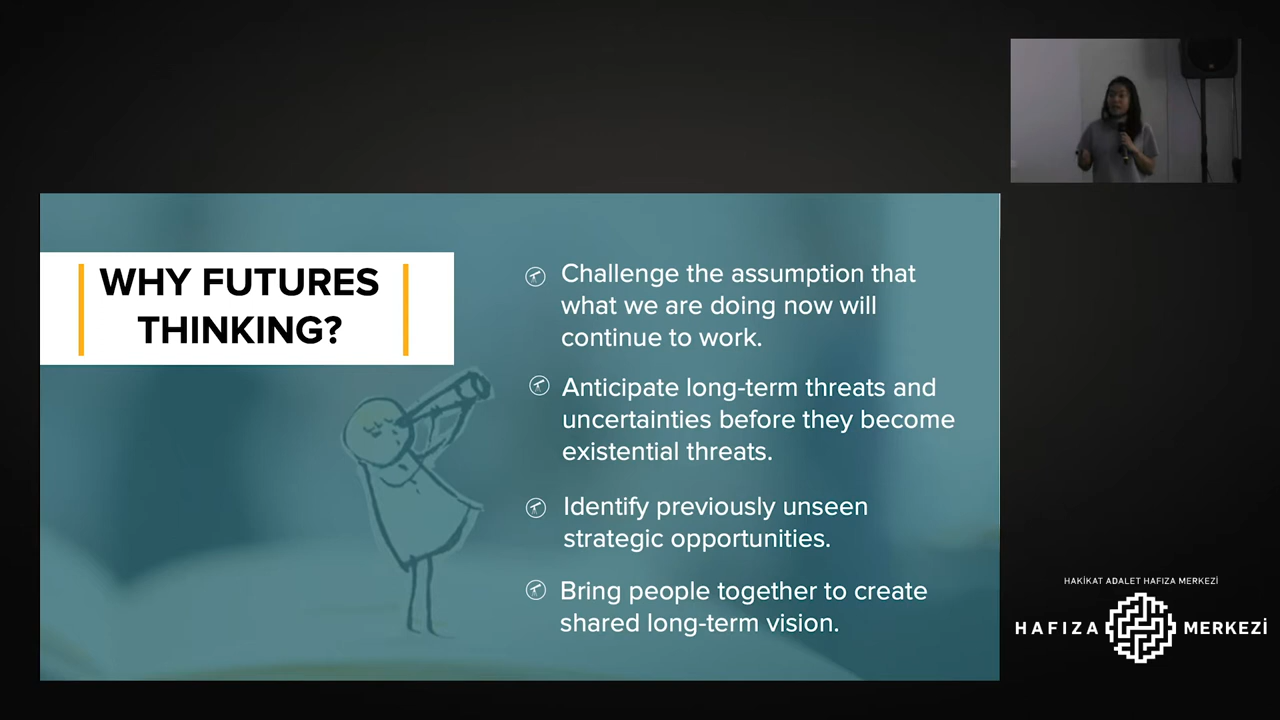 WHY FUTURES
THINKING?
Challenge the assumption that
what we are doing now will
continue to work.
Anticipate long-term threats and
uncertainties before they become
existential threats.
Identify previously unseen
strategic opportunities.
Bring people together to create
shared long-term vision.
HAKİKAT ADALET HAFIZA MERKEZİ
HAFIZA MERKEZİ